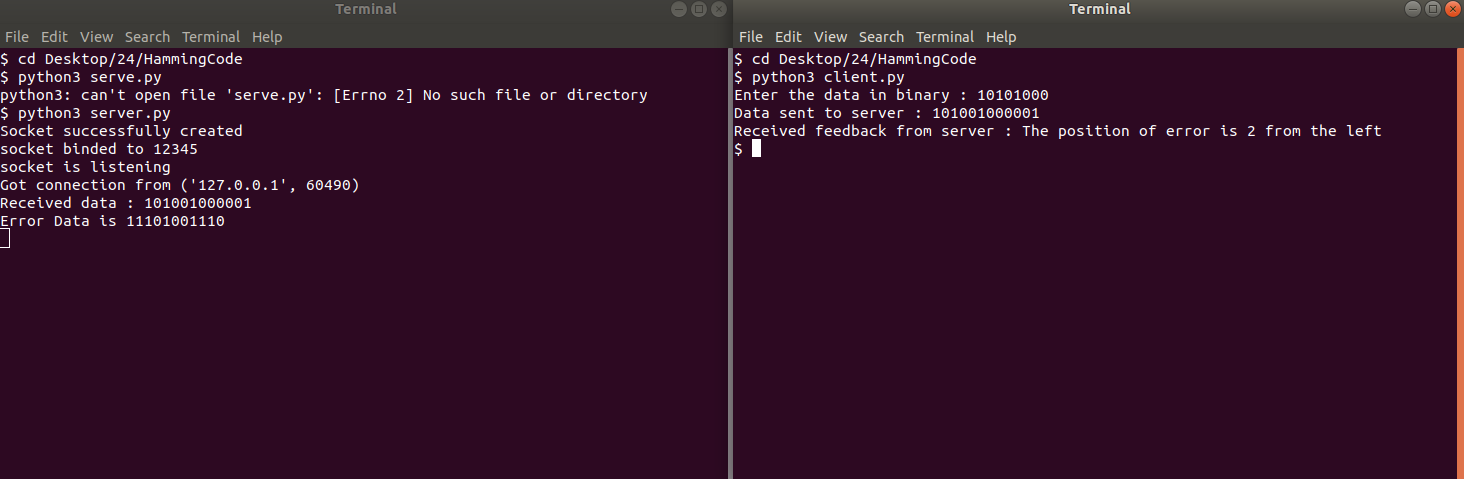 Terminal
File Edit View Search Terminal Help
$ cd Desktop/24/HammingCode
$ python3 serve.py
python3: can't open file 'serve.py': [Errno 2] No such file or directory
$ python3 server.py
Socket successfully created
socket binded to 12345
socket is listening
Got connection from ('127.0.0.1', 60490)
Received data : 101001000001
Error Data is 11101001110
Terminal
File Edit View Search Terminal Help
$ cd Desktop/24/HammingCode
$ python3 client.py
Enter the data in binary : 10101000
Data sent to server : 101001000001
Received feedback from server : The position of error is 2 from the left
$